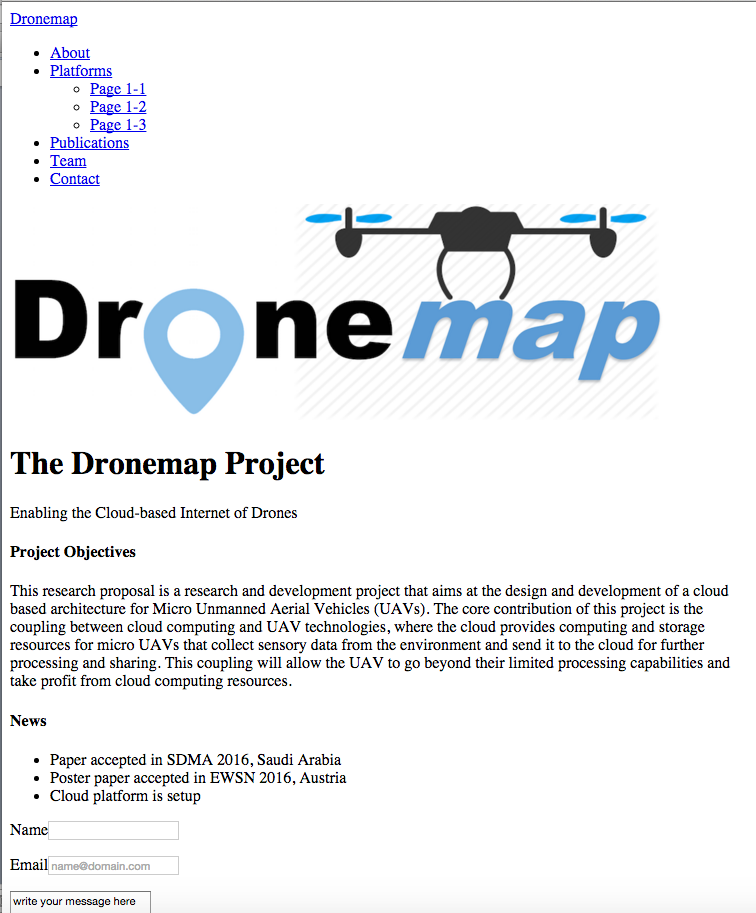 Dronemap
About
Platforms
Page 1-1
Page 1-2
Page 1-3
Publications
Team
Contact
Dronemap
The Dronemap Project
Enabling the Cloud-based Internet of Drones
Project Objectives
This research proposal is a research and development project that aims at the design and development of a cloud
based architecture for Micro Unmanned Aerial Vehicles (UAVs). The core contribution of this project is the
coupling between cloud computing and UAV technologies, where the cloud provides computing and storage
resources for micro UAVs that collect sensory data from the environment and send it to the cloud for further
processing and sharing. This coupling will allow the UAV to go beyond their limited processing capabilities and
take profit from cloud computing resources.
News
Paper accepted in SDMA 2016, Saudi Arabia
Poster paper accepted in EWSN 2016, Austria
Cloud platform is setup
Name
Email name@domain.com
write your message here